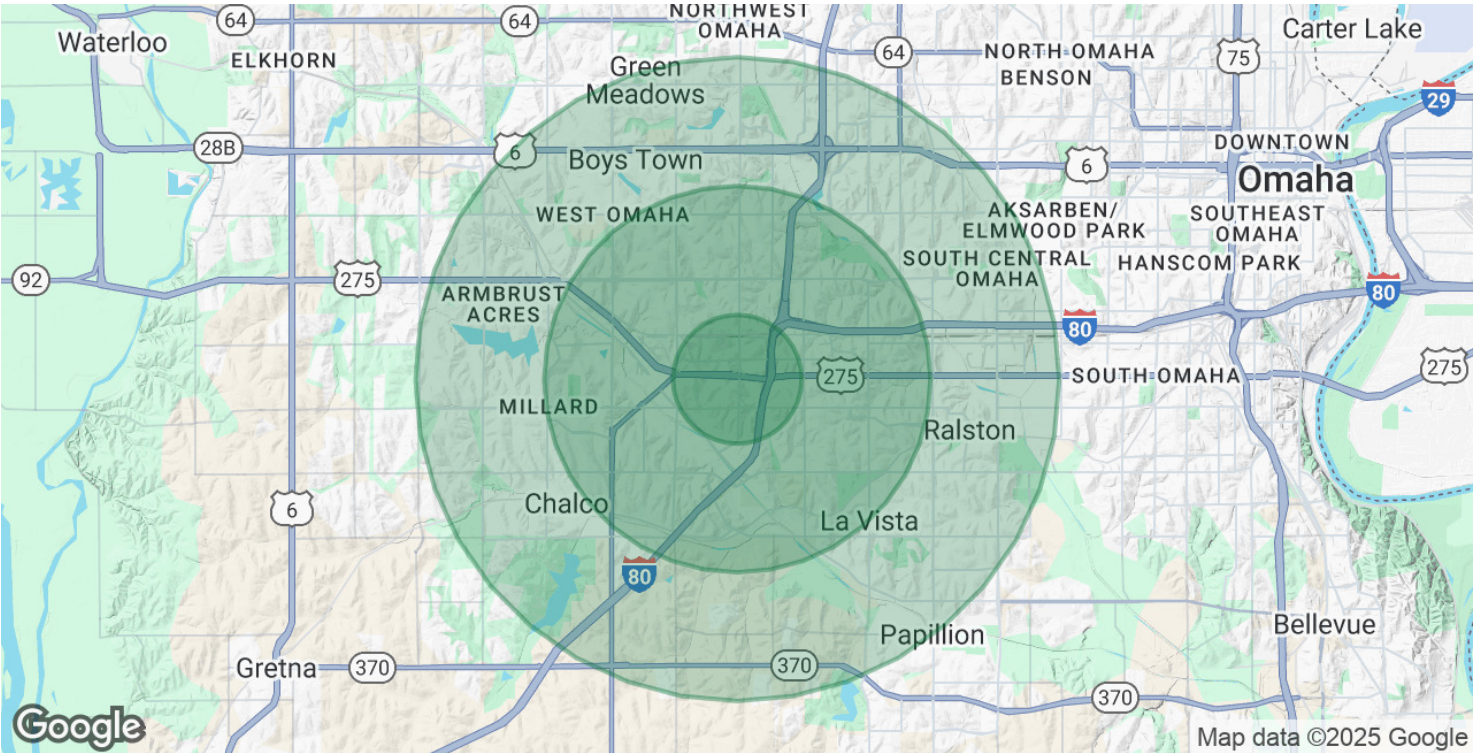 64
64
NORTHWEST
OMAHA
Carter Lake
Waterloo
ELKHORN
64
NORTH OMAHA
75
Green
Meadows
BENSON
29
28B
6
Boys Town
DOWNTOWN
6
Omaha
WEST OMAHA
AKSARBEN/
ELMWOOD PARK
SOUTHEAST
OMAHA
92
275
SOUTH CENTRAL
OMAHA
HANSCOM PARK
ARMBRUST
ACRES
80
80
275
SOUTH OMAHA
275
MILLARD
Ralston
6
Chalco
La Vista
80
Papillion
Bellevue
Gretna
370
370
370
Google
Map data ©2025 Google